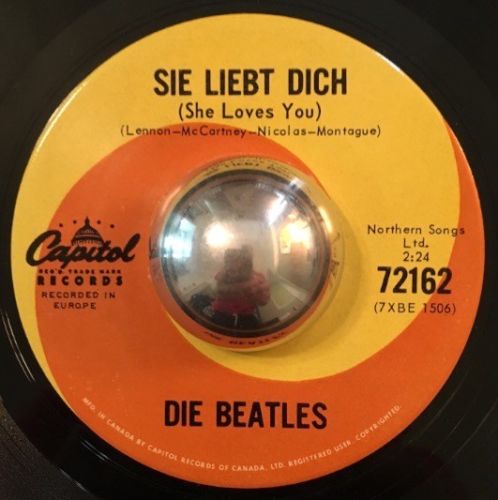 SIE LIEBT DICH
(She Loves You)
(Lennon—McCartney—Nicolas—Montague)
Capitol
REG'D. TRADE MARK
RECORDS
RECORDED IN
EUROPE
Northern Songs
Ltd.
2:24
72162
(7XBE 1506)
DIE BEATLES
MFD. IN CANADA BY CAPITOL RECORDS OF CANADA, LTD. REGISTERED USER. COPYRIGHT.